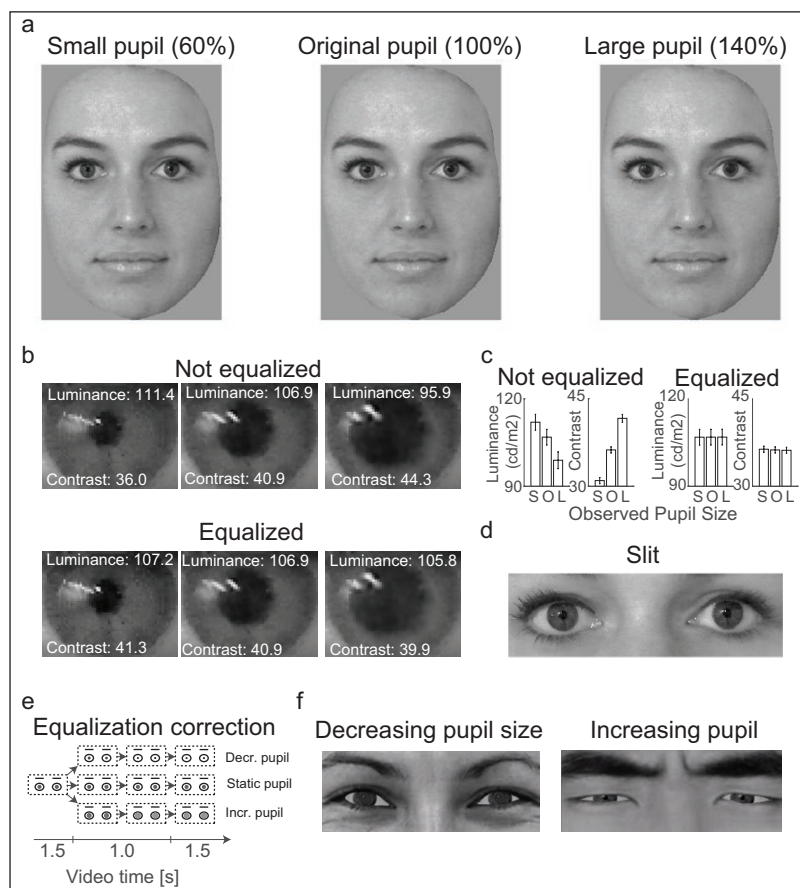 a
Small pupil (60%)
Original pupil (100%)
Large pupil (140%)
b
Not equalized
Luminance: 111.4
Luminance: 106.9
Luminance: 95.9
Contrast: 36.0
Contrast: 40.9
Contrast: 44.3
Equalized
Luminance: 107.2
Luminance: 106.9
Luminance: 105.8
Contrast: 41.3
Contrast: 40.9
Contrast: 39.9
c
Not equalized
Equalized
120
Luminance
(cd/m2)
90
S O L
45
Contrast
30
S O L
120
Luminance
(cd/m2)
90
S O L
45
Contrast
30
S O L
Observed Pupil Size
d
Slit
e
Equalization correction
Decr. pupil
Static pupil
Incr. pupil
1.5
1.0
1.5
Video time [s]
f
Decreasing pupil size
Increasing pupil